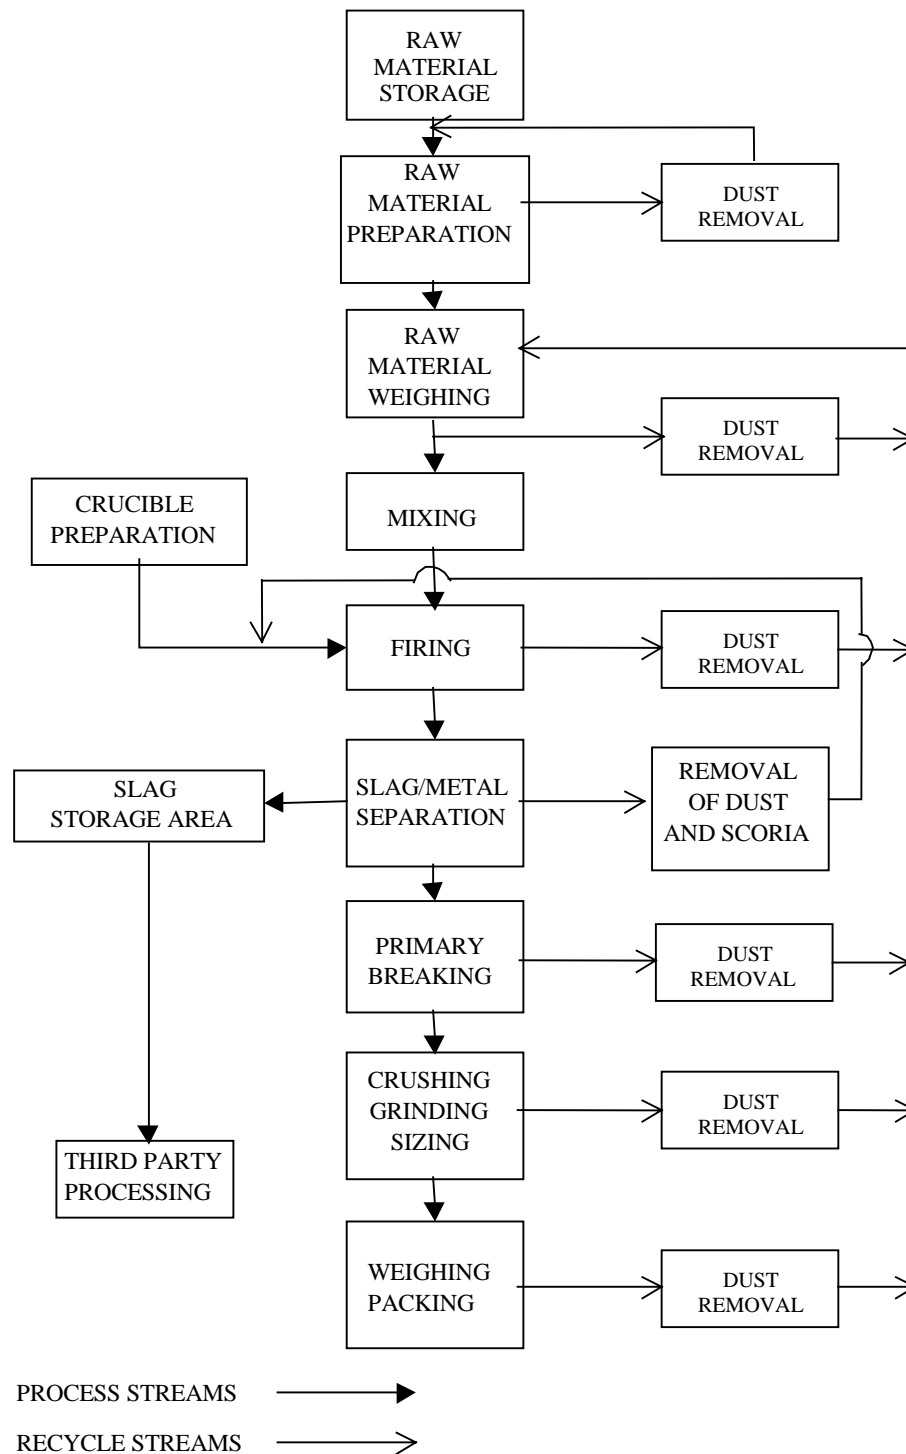 RAW
MATERIAL
STORAGE
RAW
MATERIAL
PREPARATION
DUST
REMOVAL
RAW
MATERIAL
WEIGHING
DUST
REMOVAL
CRUCIBLE
PREPARATION
MIXING
FIRING
DUST
REMOVAL
SLAG
STORAGE AREA
SLAG/METAL
SEPARATION
REMOVAL
OF DUST
AND SCORIA
PRIMARY
BREAKING
DUST
REMOVAL
CRUSHING
GRINDING
SIZING
DUST
REMOVAL
THIRD PARTY
PROCESSING
WEIGHING
PACKING
DUST
REMOVAL
PROCESS STREAMS
RECYCLE STREAMS